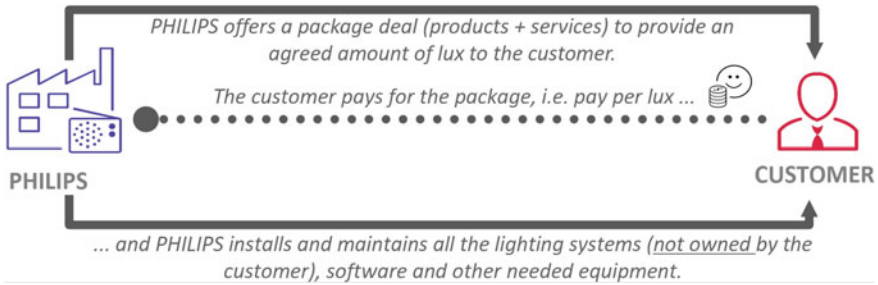 PHILIPS offers a package deal (products + services) to provide an
agreed amount of lux to the customer.
The customer pays for the package, i.e. pay per lux ...
PHILIPS
CUSTOMER
... and PHILIPS installs and maintains all the lighting systems (not owned by the
customer), software and other needed equipment.